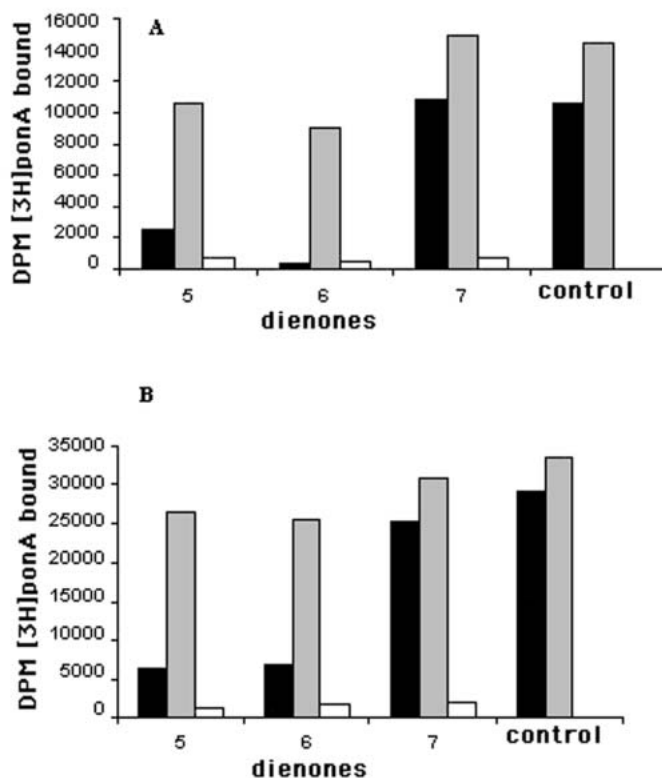 A
DPM [3H]ponA bound
16000
14000
12000
10000
8000
6000
4000
2000
0
5 6 7 control
dienones
B
DPM [3H]ponA bound
35000
30000
25000
20000
15000
10000
5000
0
5 6 7 control
dienones